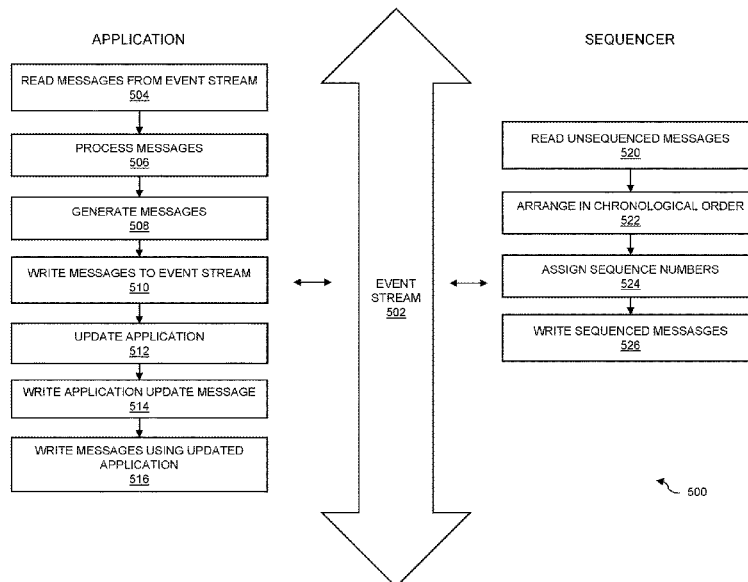 APPLICATION
READ MESSAGES FROM EVENT STREAM
504
PROCESS MESSAGES
506
GENERATE MESSAGES
508
WRITE MESSAGES TO EVENT STREAM
510
UPDATE APPLICATION
512
WRITE APPLICATION UPDATE MESSAGE
514
WRITE MESSAGES USING UPDATED
APPLICATION
516
EVENT
STREAM
502
SEQUENCER
READ UNSEQUENCED MESSAGES
520
ARRANGE IN CHRONOLOGICAL ORDER
522
ASSIGN SEQUENCE NUMBERS
524
WRITE SEQUENCED MESSASGES
526
500